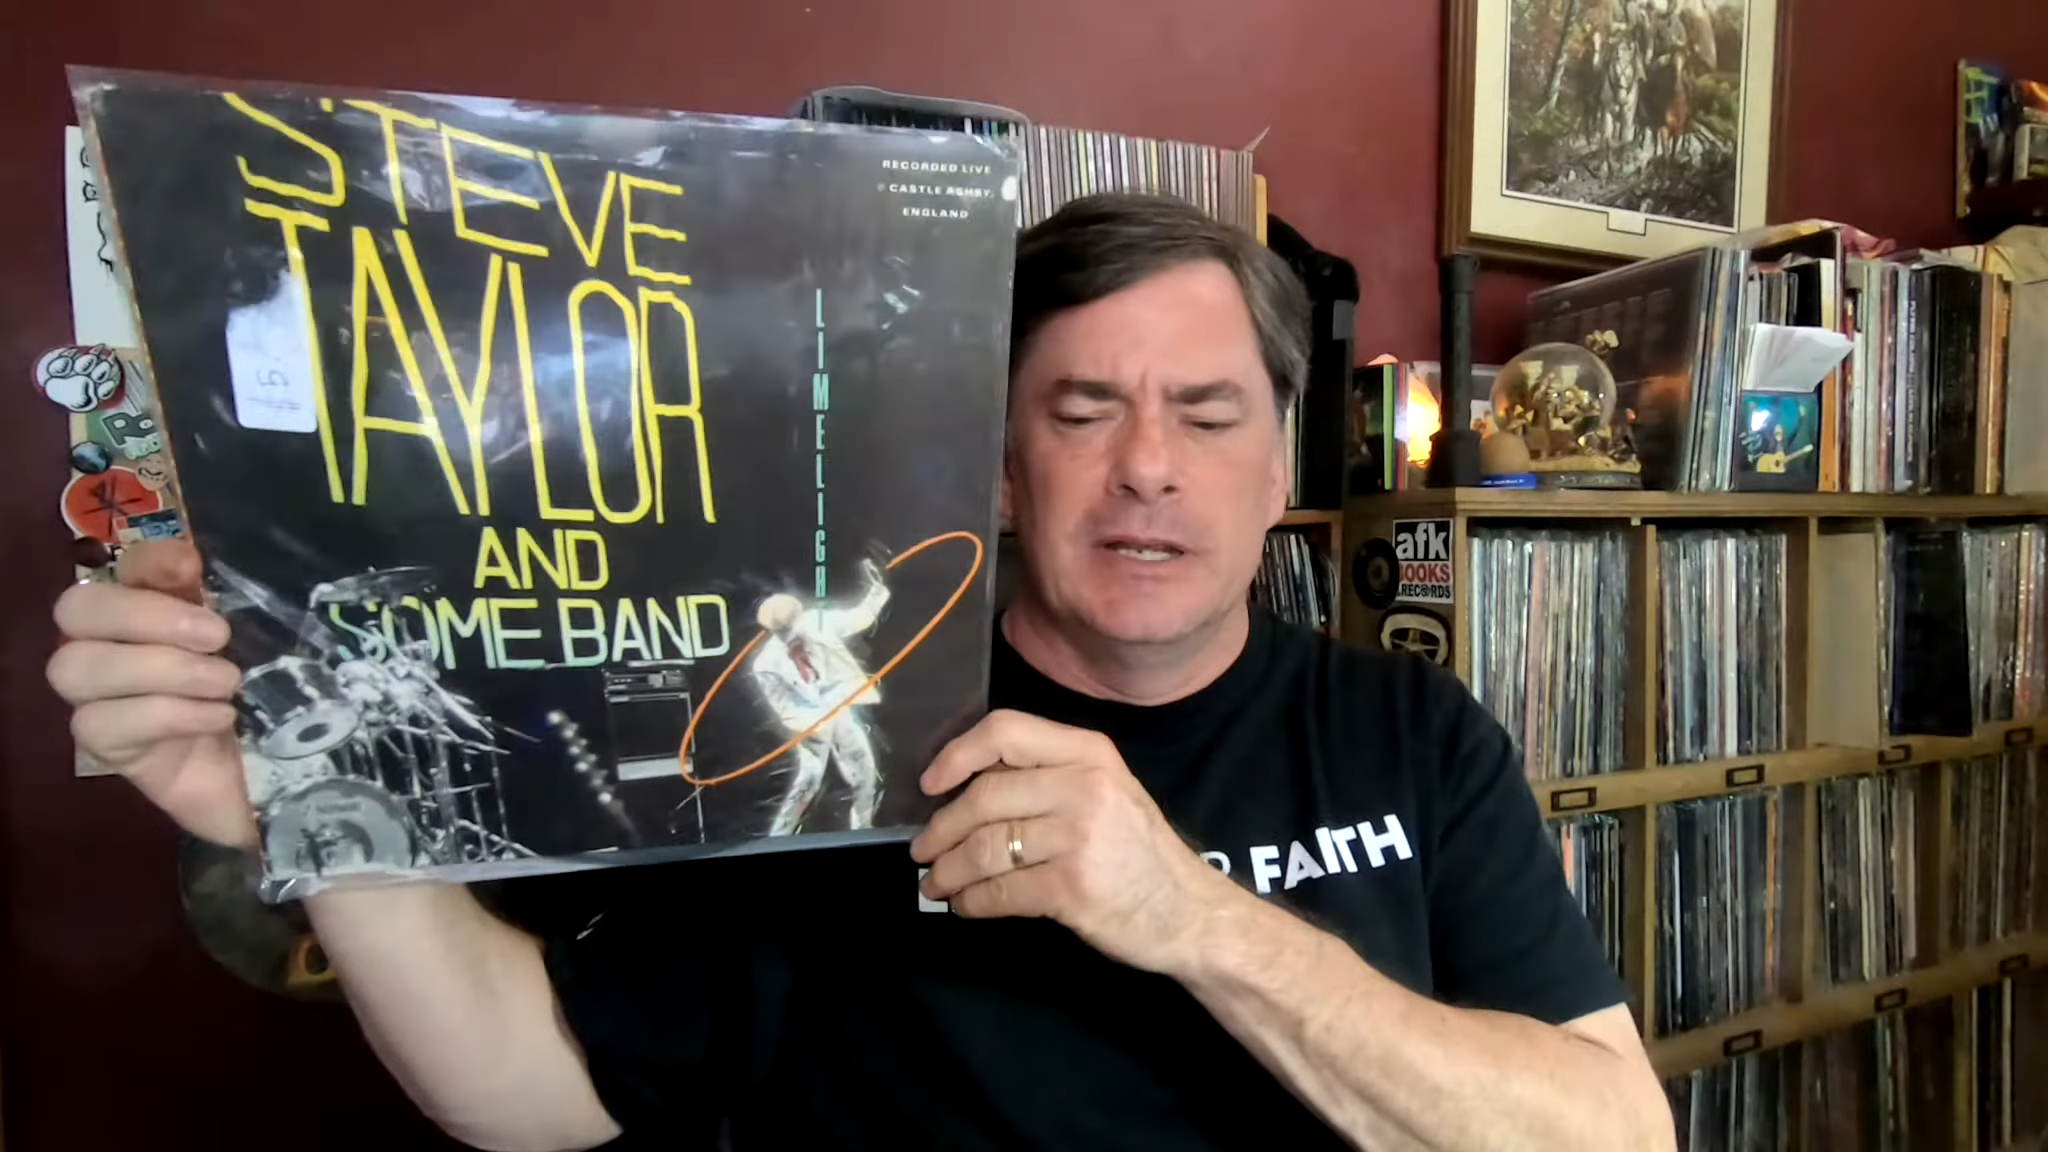 STEVE
TAYLOR
AND
SOME BAND
RECORDED LIVE
CASTLE ASHBY,
ENGLAND
LIMELIGHT
FAITH
afk
BOOKS
RECORDS